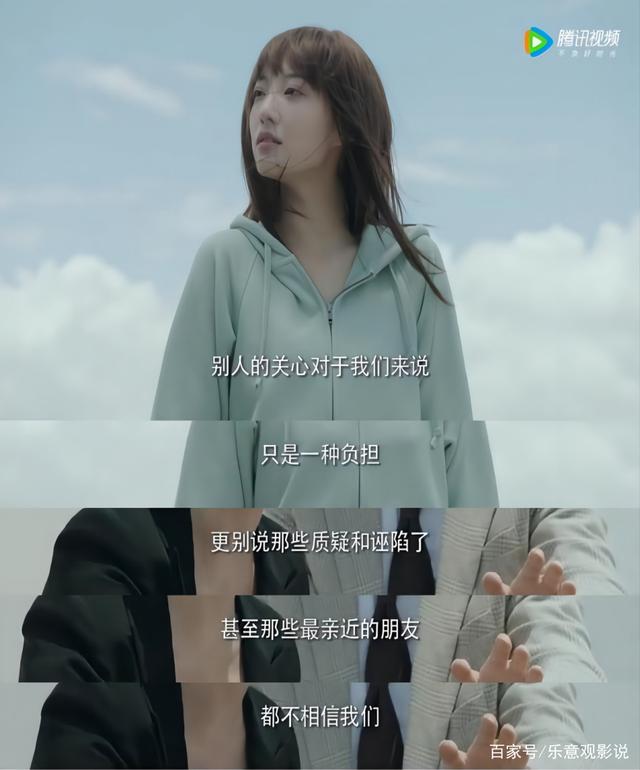 腾讯视频
不负好时光
别人的关心对于我们来说
只是一种负担
更别说那些质疑和诬陷了
甚至那些最亲近的朋友
都不相信我们
百家号/乐意观影说